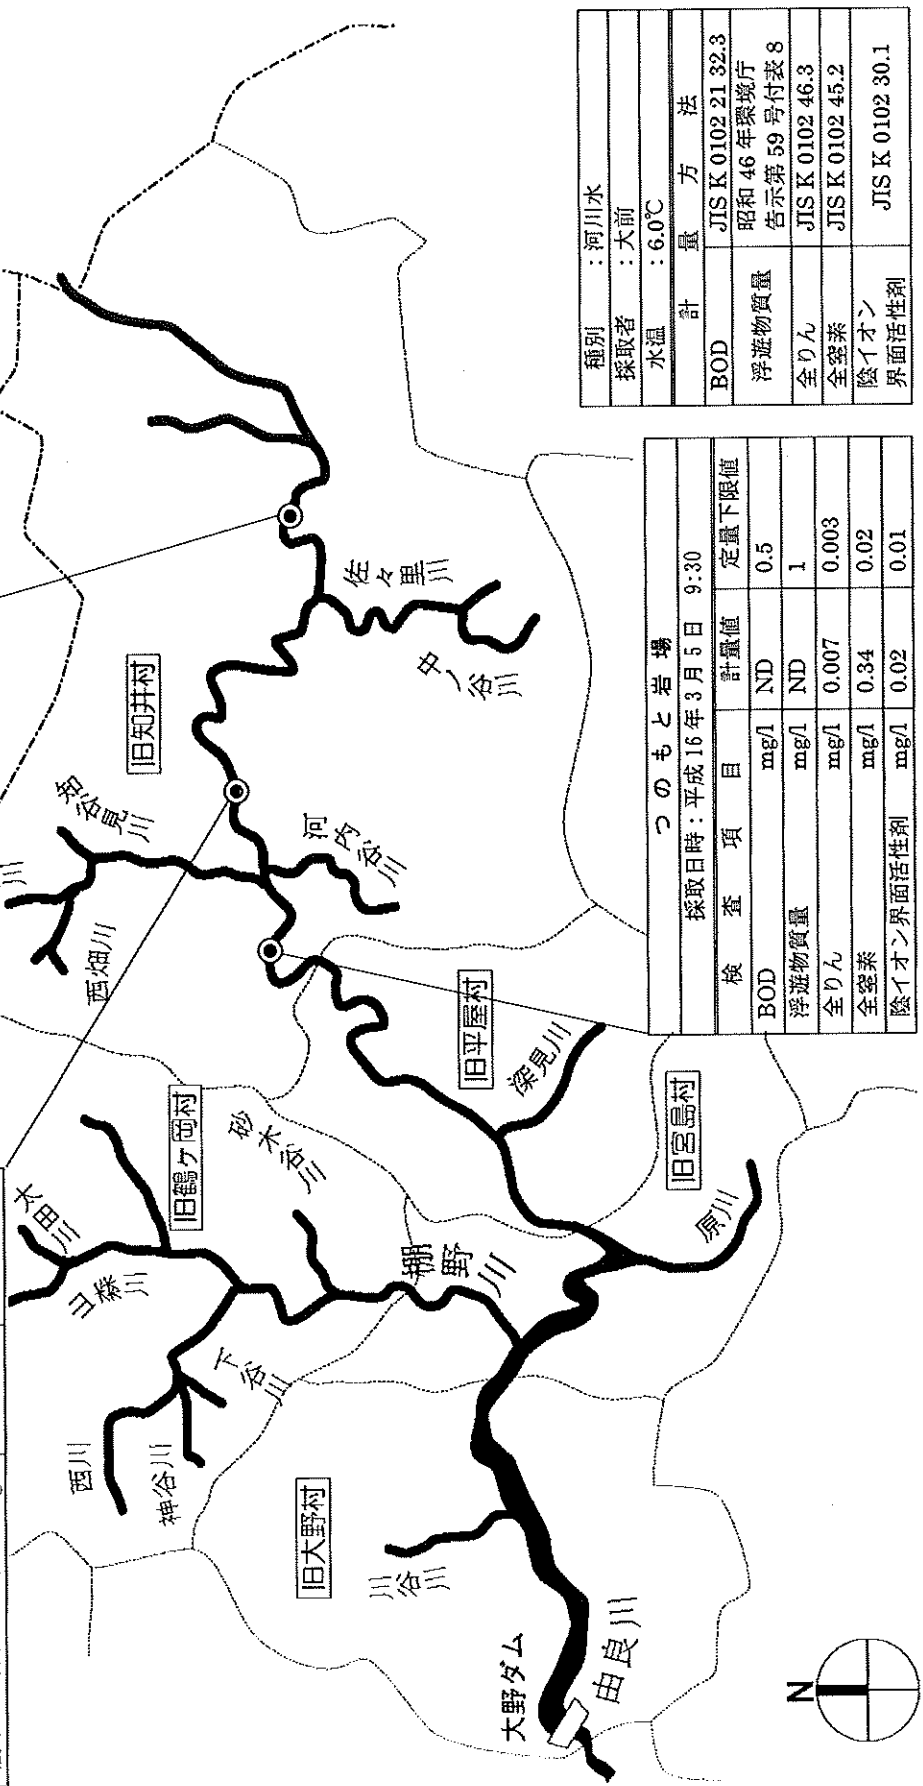 種別 ：河川水
採取者 ：大前
水温 ：6.0℃
計量方法
BOD JIS K 0102 21 32.3
浮遊物質量 昭和 46 年環境庁
告示第 59 号付表 8
全りん JIS K 0102 46.3
全窒素 JIS K 0102 45.2
陰イオン
界面活性剤 JIS K 0102 30.1
つのもと岩場
採取日時：平成 16 年 3 月 5 日 9:30
検査項目 計量値 定量下限値
BOD mg/l ND 0.5
浮遊物質量 mg/l ND 1
全りん mg/l 0.007 0.003
全窒素 mg/l 0.34 0.02
陰イオン界面活性剤 mg/l 0.02 0.01
佐々里川
中ノ谷川
旧知井村
知谷見川
川
河内谷川
西畑川
旧平屋村
深見川
旧鶴ヶ岡村
砂木谷川
旧宮島村
太田川
棚野川
原川
下谷川
西川
神谷川
旧大野村
川谷川
大野ダム
由良川
N